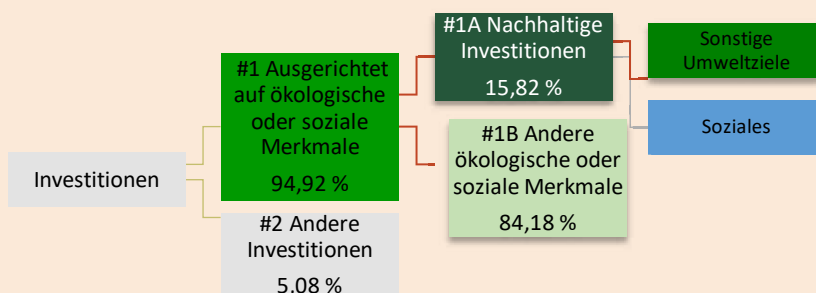 Investitionen
#1 Ausgerichtet
auf ökologische
oder soziale
Merkmale
94,92 %
#2 Andere
Investitionen
5,08 %
#1A Nachhaltige
Investitionen
15,82 %
#1B Andere
ökologische oder
soziale Merkmale
84,18 %
Sonstige
Umweltziele
Soziales